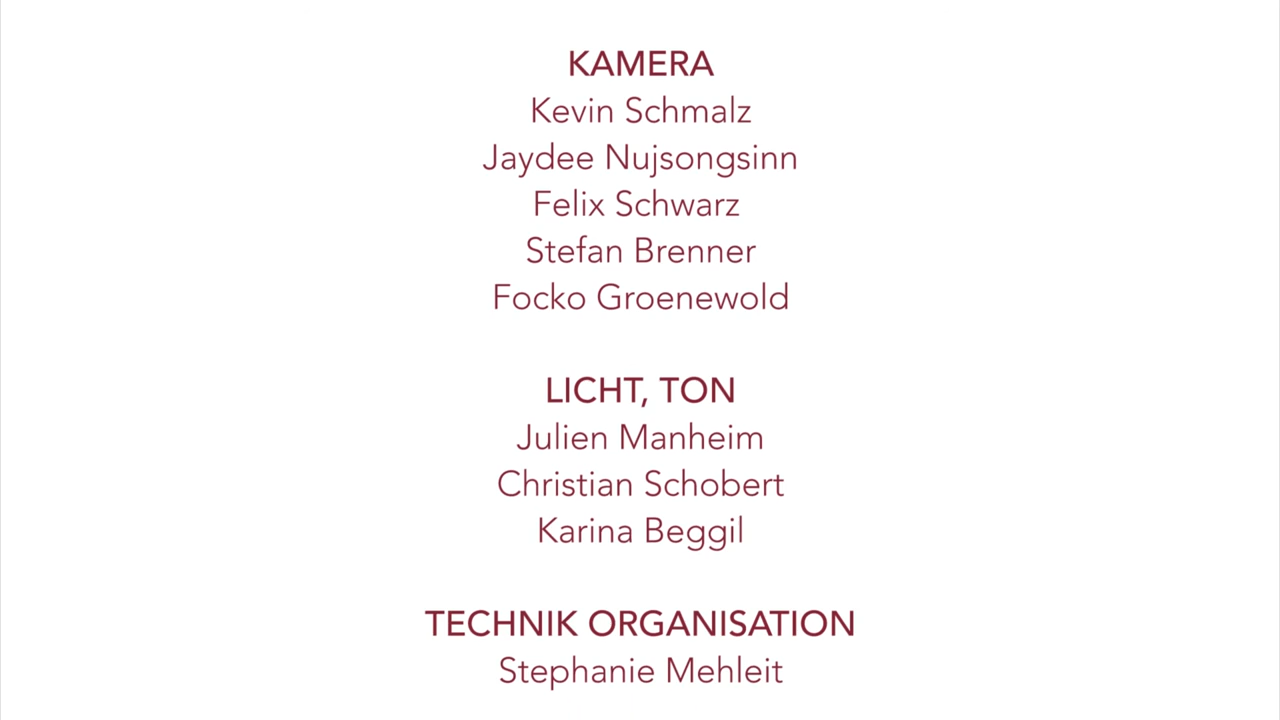 KAMERA
Kevin Schmalz
Jaydee Nujsongsinn
Felix Schwarz
Stefan Brenner
Focko Groenewold
LICHT, TON
Julien Manheim
Christian Schobert
Karina Beggil
TECHNIK ORGANISATION
Stephanie Mehleit